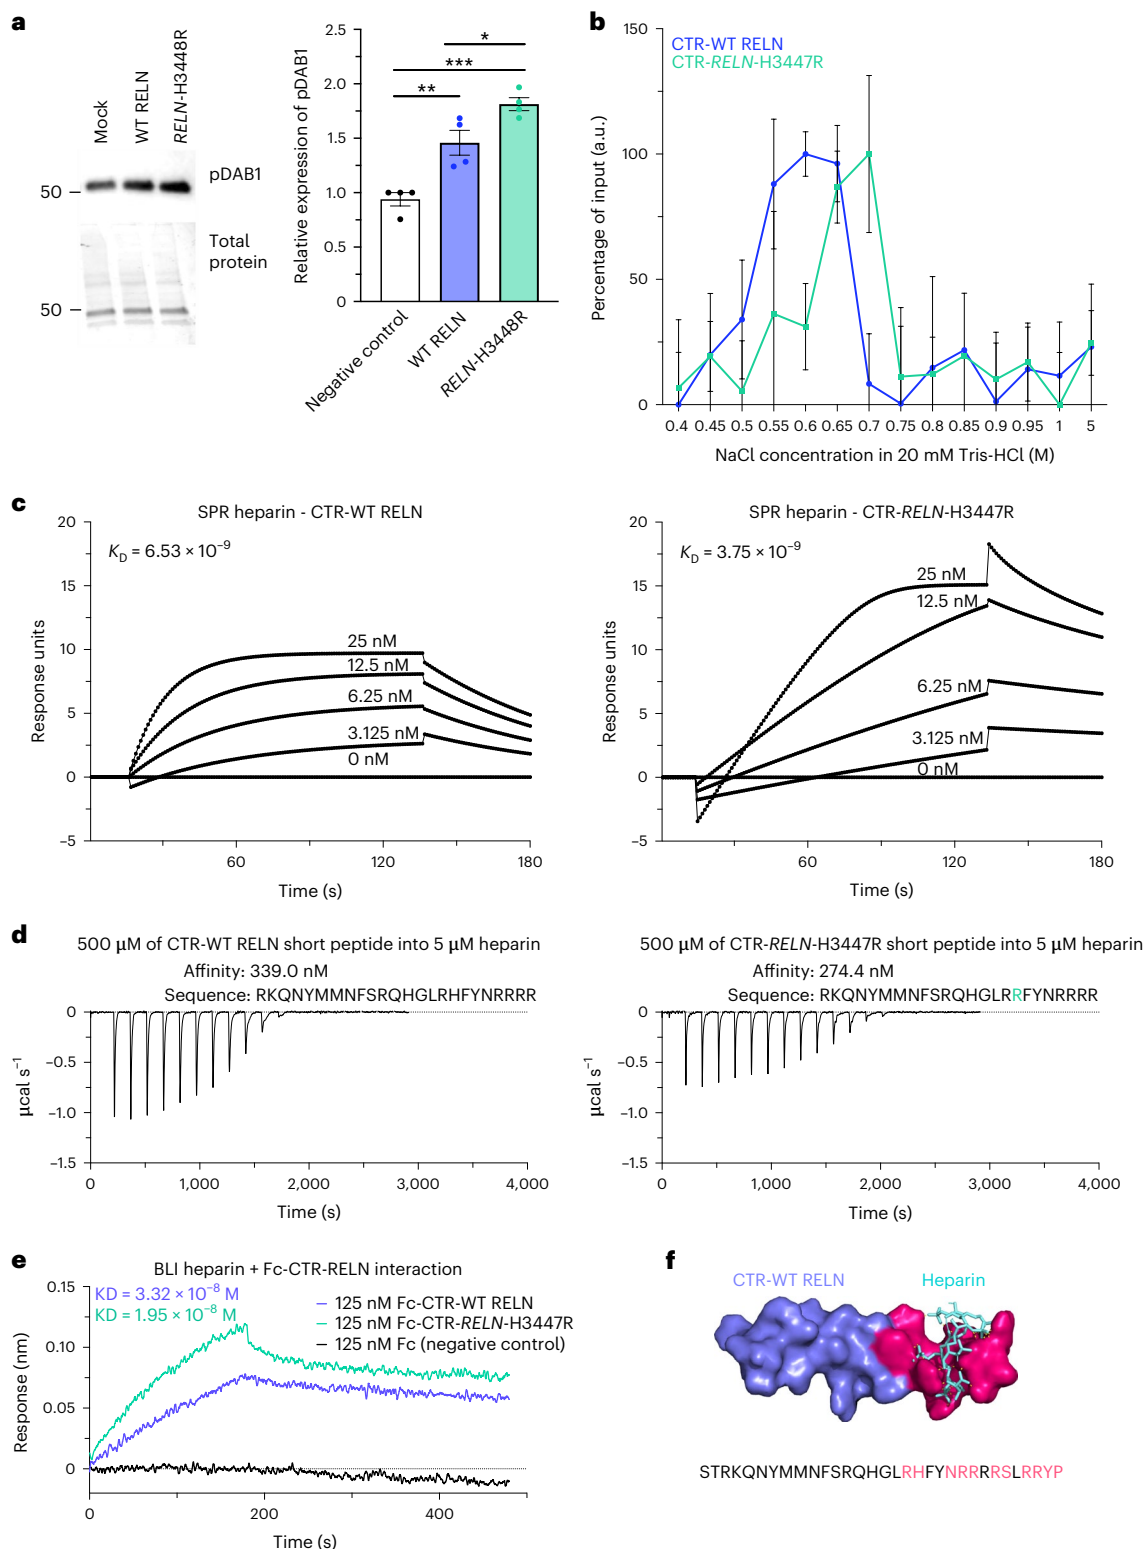 a
Mock
WT RELN
RELN-H3448R
50
pDAB1
Total
protein
50
Relative expression of pDAB1
2.5
2.0
1.5
1.0
0.5
0
*
***
**
Negative control
WT RELN
RELN-H3448R
b
CTR-WT RELN
CTR-RELN-H3447R
Percentage of input (a.u.)
150
100
50
0
0.4 0.45 0.5 0.55 0.6 0.65 0.7 0.75 0.8 0.85 0.9 0.95 1 5
NaCl concentration in 20 mM Tris-HCl (M)
c
SPR heparin - CTR-WT RELN
KD = 6.53 × 10−9
Response units
20
15
10
5
0
−5
25 nM
12.5 nM
6.25 nM
3.125 nM
0 nM
60 120 180
Time (s)
SPR heparin - CTR-RELN-H3447R
KD = 3.75 × 10−9
Response units
20
15
10
5
0
−5
25 nM
12.5 nM
6.25 nM
3.125 nM
0 nM
60 120 180
Time (s)
d
500 μM of CTR-WT RELN short peptide into 5 μM heparin
Affinity: 339.0 nM
Sequence: RKQNYMMNFSRQHGLRHFYNRRRR
μcal s−1
0
−0.5
−1.0
−1.5
0 1,000 2,000 3,000 4,000
Time (s)
500 μM of CTR-RELN-H3447R short peptide into 5 μM heparin
Affinity: 274.4 nM
Sequence: RKQNYMMNFSRQHGLRRFYNRRRR
μcal s−1
0
−0.5
−1.0
−1.5
0 1,000 2,000 3,000 4,000
Time (s)
e
BLI heparin + Fc-CTR-RELN interaction
KD = 3.32 × 10−8 M
KD = 1.95 × 10−8 M
125 nM Fc-CTR-WT RELN
125 nM Fc-CTR-RELN-H3447R
125 nM Fc (negative control)
Response (nm)
0.15
0.10
0.05
0
0 200 400
Time (s)
f
CTR-WT RELN
Heparin
STRKQNYMMNFSRQHGLRHFYNRRRRRSLRRYP